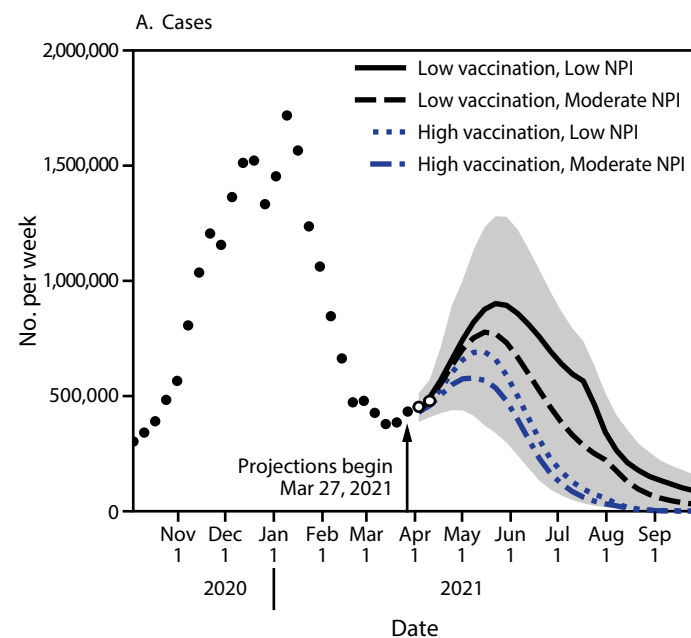 A. Cases
2,000,000
1,500,000
1,000,000
500,000
0
No. per week
Low vaccination, Low NPI
Low vaccination, Moderate NPI
High vaccination, Low NPI
High vaccination, Moderate NPI
Projections begin
Mar 27, 2021
Nov Dec Jan Feb Mar Apr May Jun Jul Aug Sep
1 1 1 1 1 1 1 1 1 1 1
2020 2021
Date